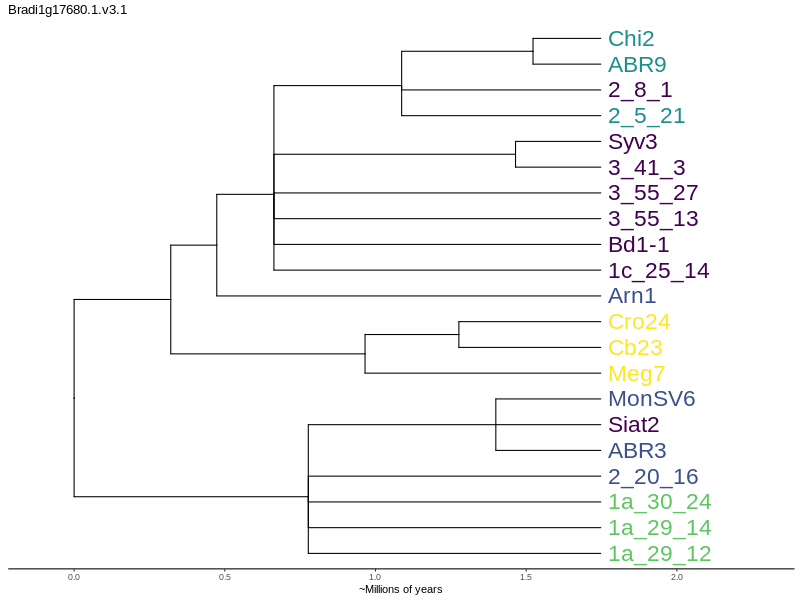 Bradi1g17680.1.v3.1
Chi2
ABR9
2_8_1
2_5_21
Syv3
3_41_3
3_55_27
3_55_13
Bd1-1
1c_25_14
Arn1
Cro24
Cb23
Meg7
MonSV6
Siat2
ABR3
2_20_16
1a_30_24
1a_29_14
1a_29_12
0.0 0.5 1.0 1.5 2.0
~Millions of years